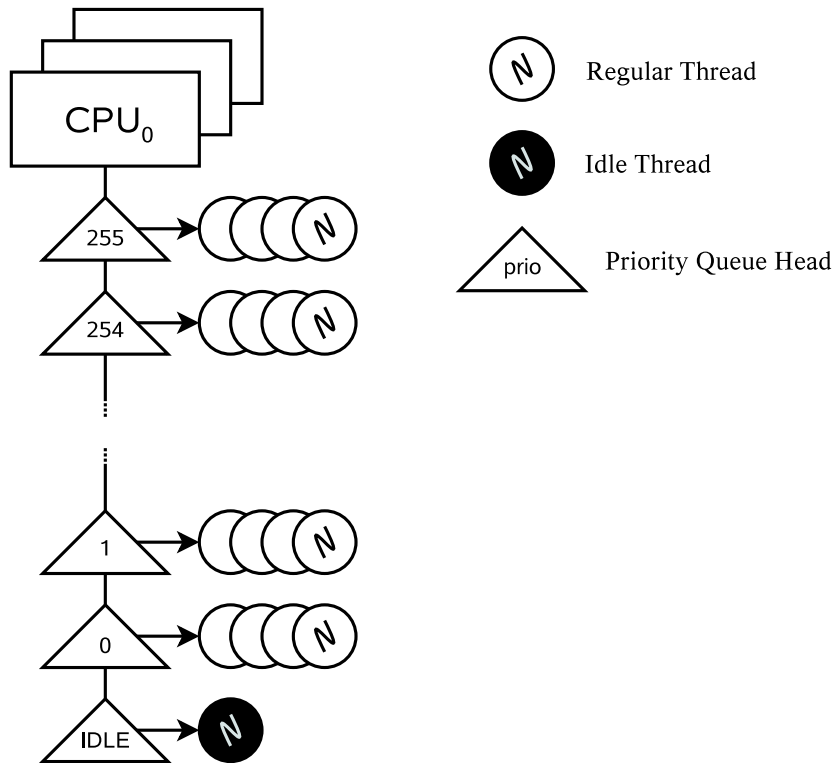 CPU₀
N Regular Thread
N Idle Thread
255 N
prio Priority Queue Head
254 N
1 N
0 N
IDLE N